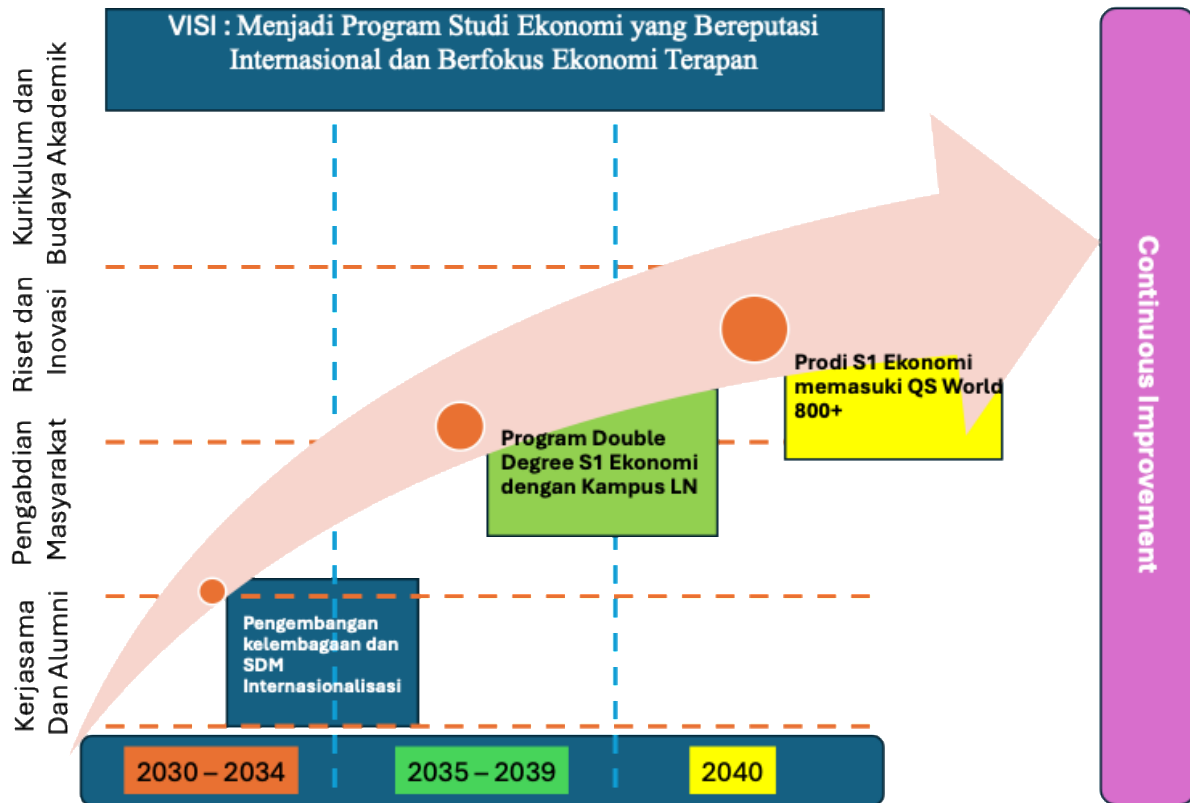 VISI : Menjadi Program Studi Ekonomi yang Bereputasi
Internasional dan Berfokus Ekonomi Terapan
Kurikulum dan
Budaya Akademik
Riset dan
Inovasi
Pengabdian
Masyarakat
Kerjasama
Dan Alumni
Prodi S1 Ekonomi
memasuki QS World
800+
Program Double
Degree S1 Ekonomi
dengan Kampus LN
Pengembangan
kelembagaan dan
SDM
Internasionalisasi
2030 – 2034
2035 – 2039
2040
Continuous Improvement